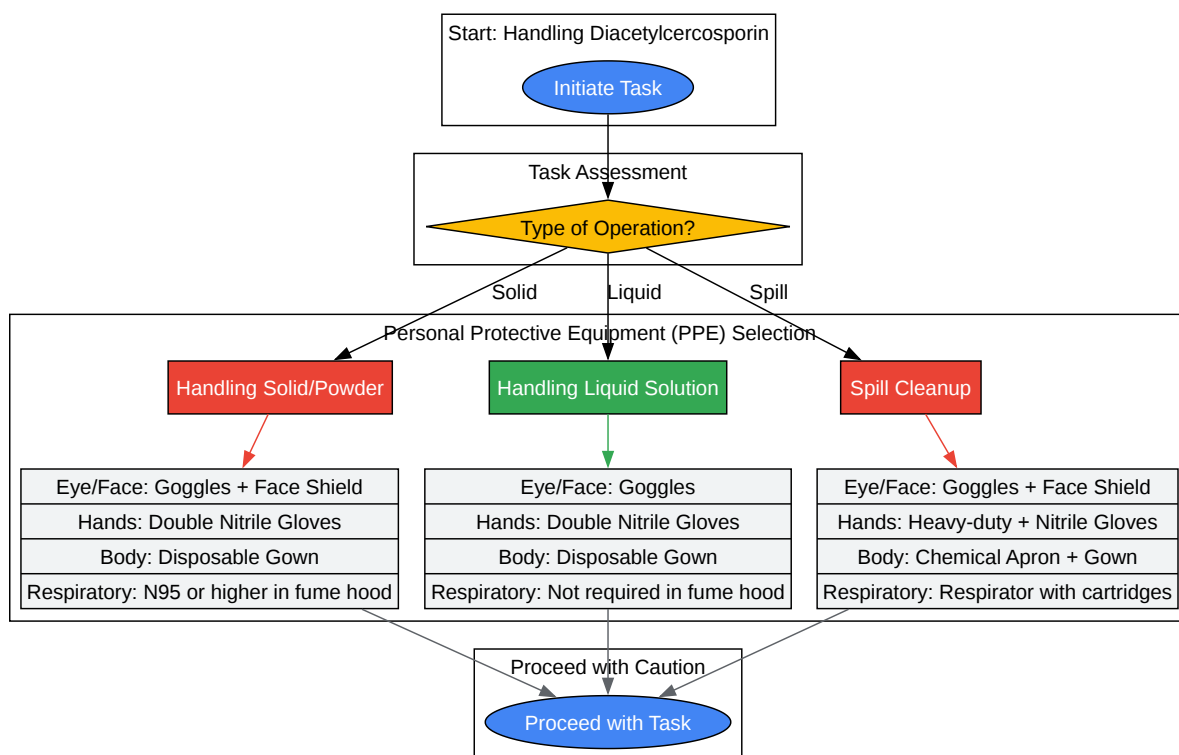 Start: Handling Diacetylcercosporin
Initiate Task
Task Assessment
Type of Operation?
Solid
Liquid
Spill
Personal Protective Equipment (PPE) Selection
Handling Solid/Powder
Handling Liquid Solution
Spill Cleanup
Eye/Face: Goggles + Face Shield
Hands: Double Nitrile Gloves
Body: Disposable Gown
Respiratory: N95 or higher in fume hood
Eye/Face: Goggles
Hands: Double Nitrile Gloves
Body: Disposable Gown
Respiratory: Not required in fume hood
Eye/Face: Goggles + Face Shield
Hands: Heavy-duty + Nitrile Gloves
Body: Chemical Apron + Gown
Respiratory: Respirator with cartridges
Proceed with Caution
Proceed with Task